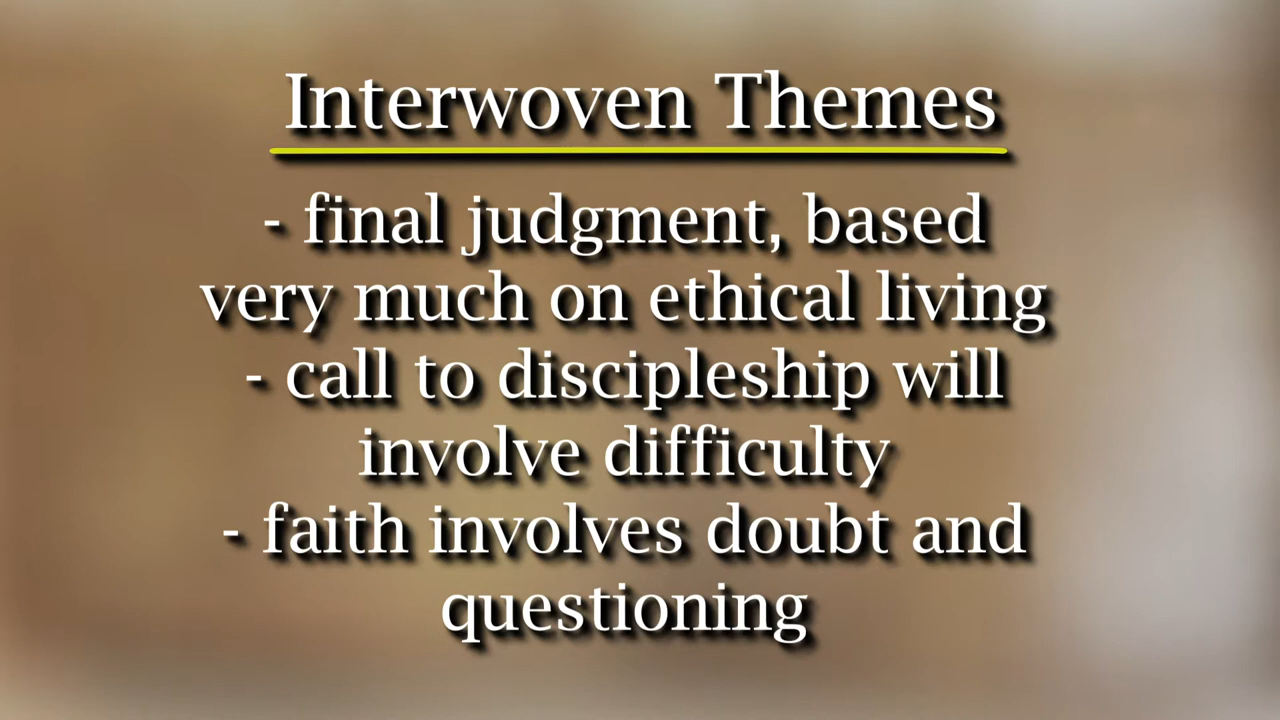 Interwoven Themes
- final judgment, based
very much on ethical living
- call to discipleship will
involve difficulty
- faith involves doubt and
questioning